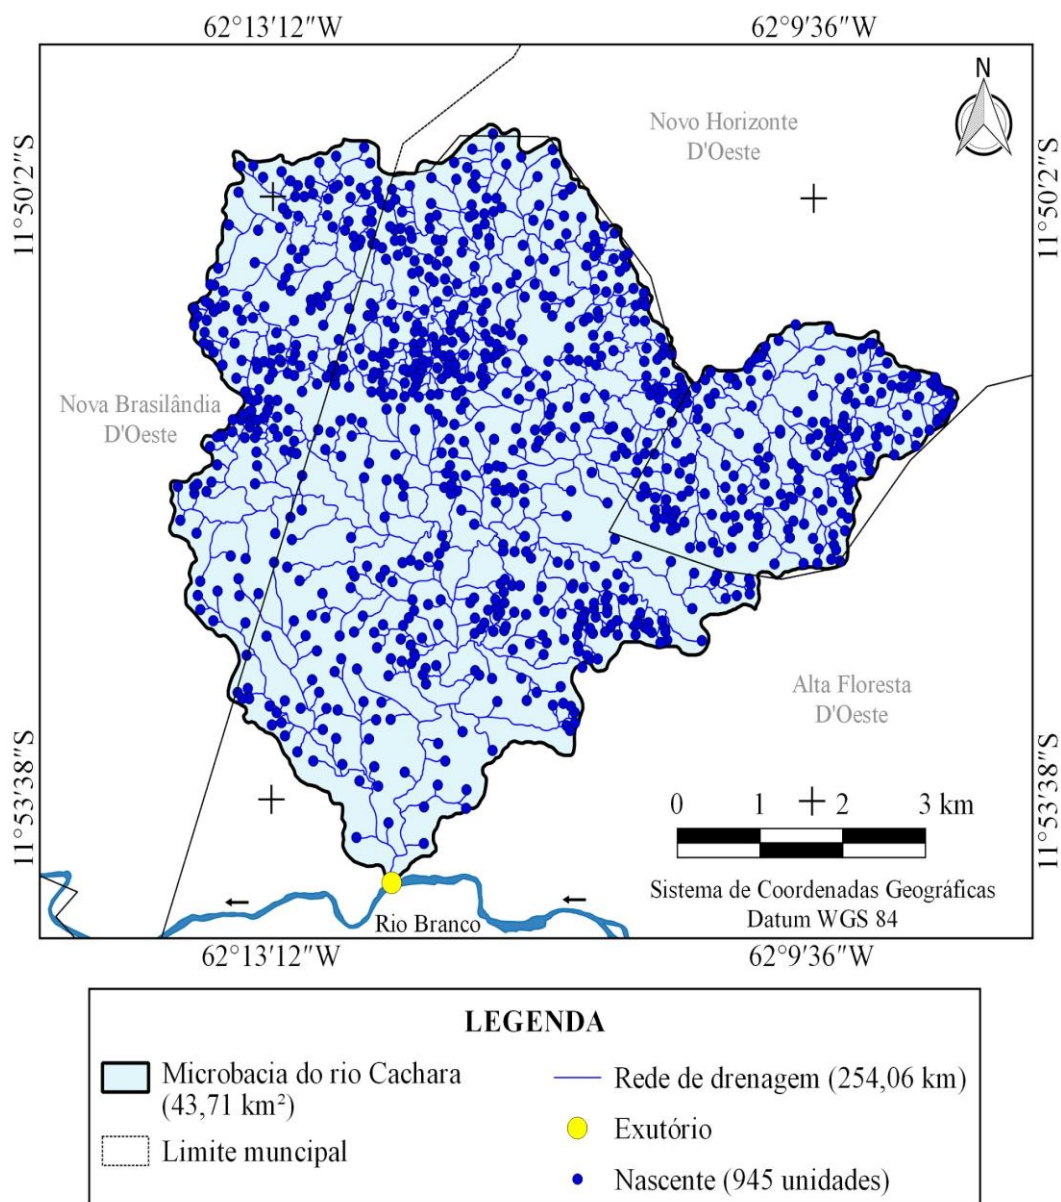 62°13'12"W 62°9'36"W
N
Novo Horizonte
D'Oeste
11°50'2"S 11°50'2"S
Nova Brasilândia
D'Oeste
Alta Floresta
D'Oeste
11°53'38"S 11°53'38"S
0 1 2 3 km
Sistema de Coordenadas Geográficas
Datum WGS 84
Rio Branco
62°13'12"W 62°9'36"W
LEGENDA
Microbacia do rio Cachara
(43,71 km²)
Limite muncipal
Rede de drenagem (254,06 km)
Exutório
Nascente (945 unidades)